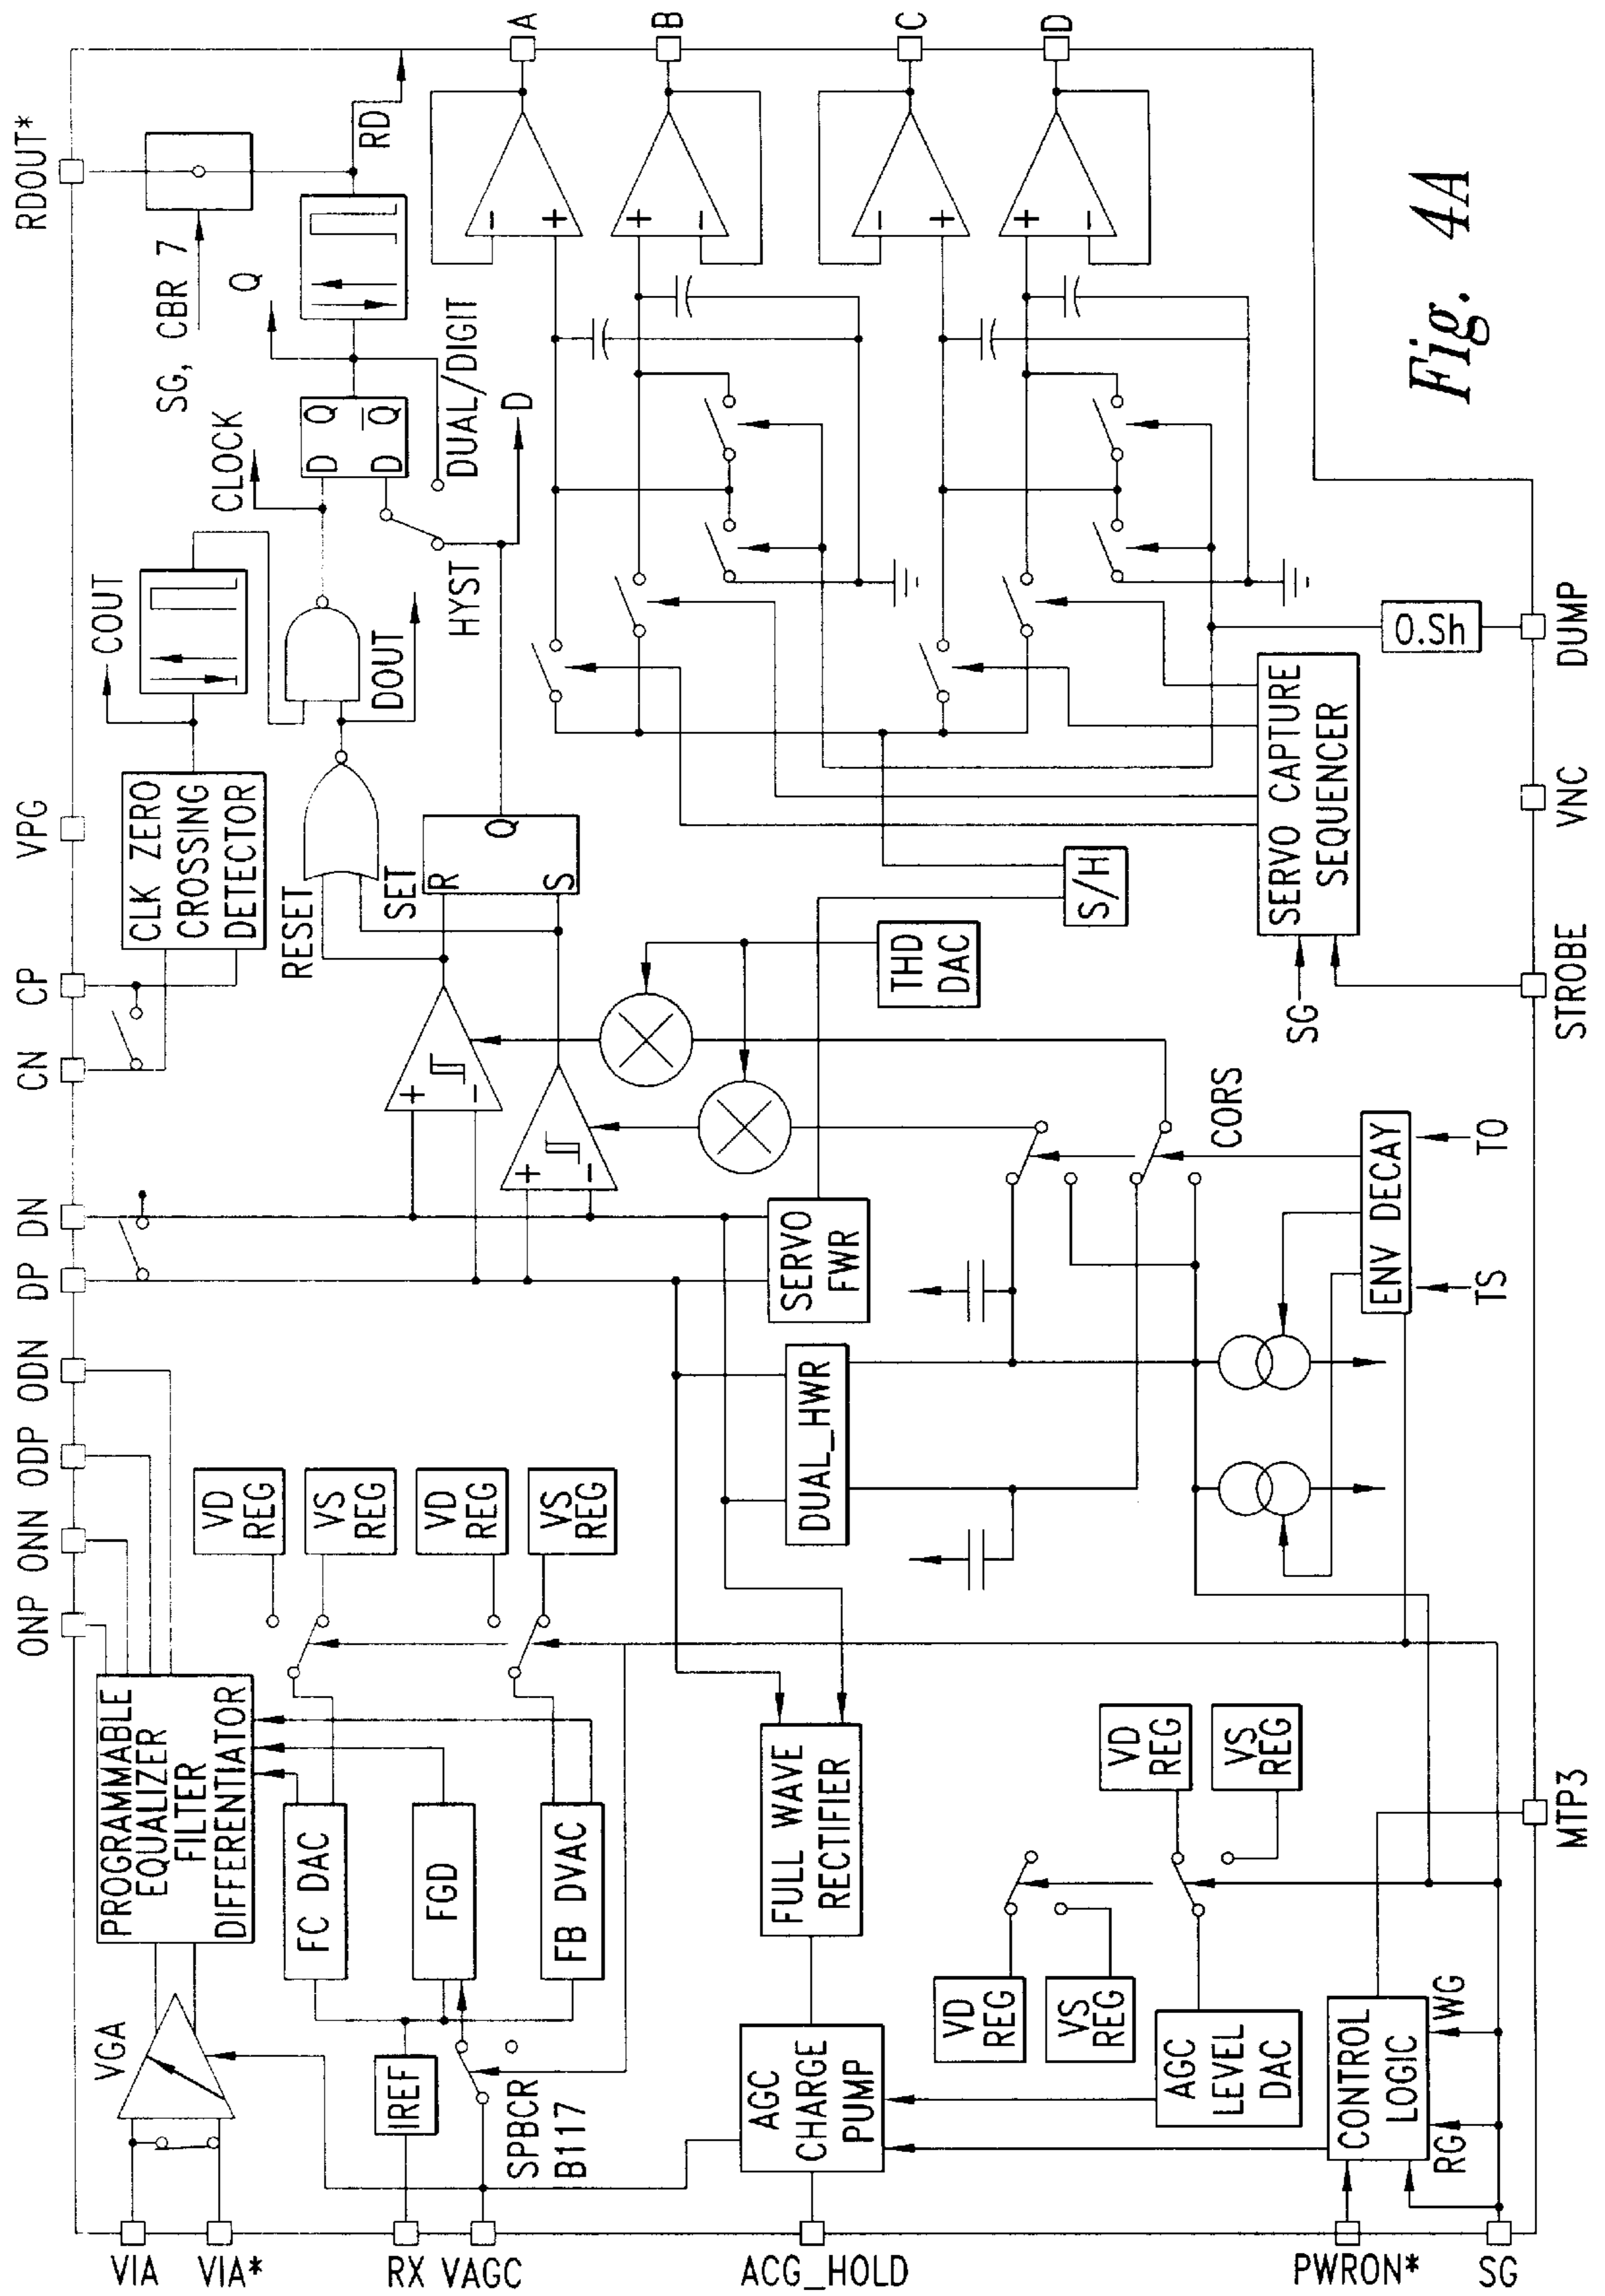 RDOUT*
VPG
CP
CN
DN
DP
ODN
ODP
ONN
ONP
A
B
C
D
RD
SG, CBR 7
Q
CLOCK
COUT
D Q
D Q̅
DUAL/DIGIT
D
HYST
DOUT
CLK ZERO
CROSSING
DETECTOR
RESET
SET
R
Q
S
S/H
THD
DAC
SERVO CAPTURE
SEQUENCER
SG
O.Sh
DUMP
VNC
STROBE
+
-
+
-
-
+
+
-
-
+
+
-
SERVO
FWR
CORS
ENV DECAY
TO
TS
DUAL_HWR
VD
REG
VS
REG
VD
REG
VS
REG
PROGRAMMABLE
EQUALIZER
FILTER
DIFFERENTIATOR
FC DAC
FGD
FB DVAC
VGA
IREF
SPBCR
B117
FULL WAVE
RECTIFIER
AGC
CHARGE
PUMP
VD
REG
VS
REG
VD
REG
VS
REG
AGC
LEVEL
DAC
CONTROL
LOGIC
WG
RG
MTP3
VIA
VIA*
RX
VAGC
ACG_HOLD
PWRON*
SG
Fig. 4A